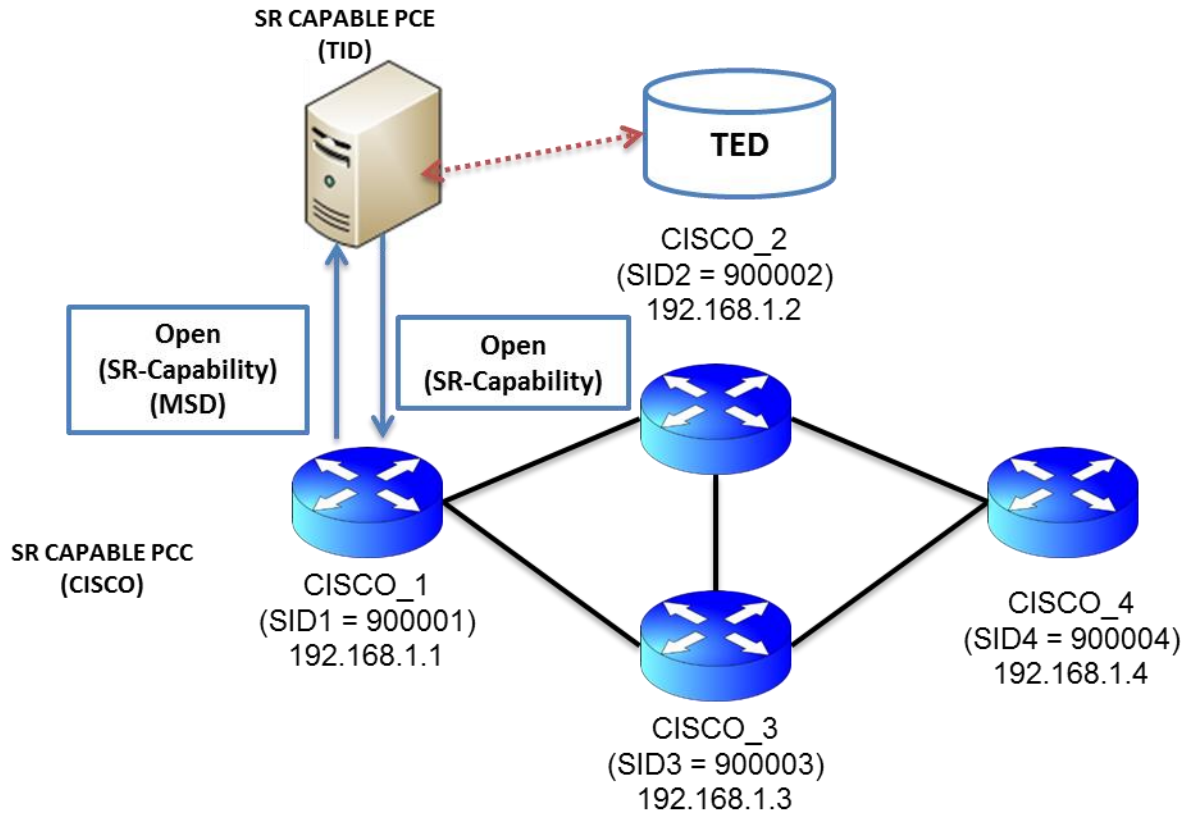 SR CAPABLE PCE
(TID)
TED
CISCO_2
(SID2 = 900002)
192.168.1.2
Open
(SR-Capability)
(MSD)
Open
(SR-Capability)
SR CAPABLE PCC
(CISCO)
CISCO_1
(SID1 = 900001)
192.168.1.1
CISCO_4
(SID4 = 900004)
192.168.1.4
CISCO_3
(SID3 = 900003)
192.168.1.3